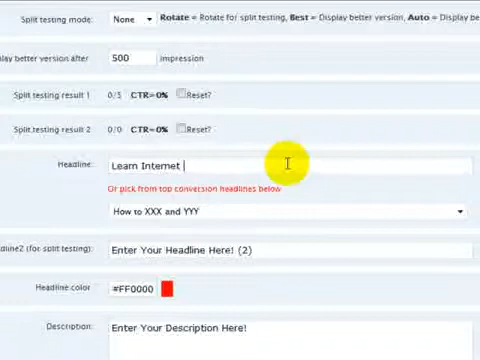 Split testing mode: None Rotate = Rotate for split testing, Best = Display better version, Auto = Display be
lay better version after 500 impression
Split testing result 1 0/5 CTR=0% Reset?
Split testing result 2 0/0 CTR=0% Reset?
Headline: Learn Internet
Or pick from top conversion headlines below
How to XXX and YYY
dline2 (for split testing): Enter Your Headline Here! (2)
Headline color #FF0000
Description: Enter Your Description Here!